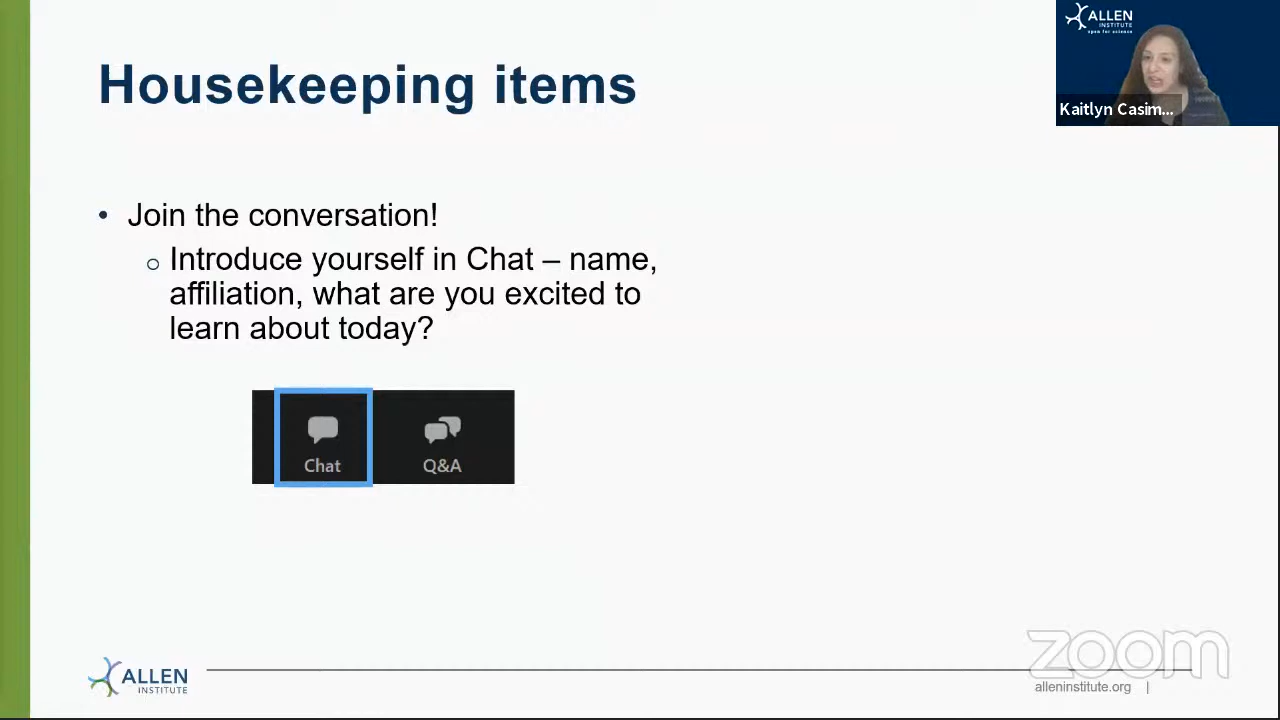 Housekeeping items
ALLEN
INSTITUTE
open for science
Kaitlyn Casim...
• Join the conversation!
o Introduce yourself in Chat – name,
affiliation, what are you excited to
learn about today?
Chat
Q&A
ALLEN
INSTITUTE
zoom
alleninstitute.org |